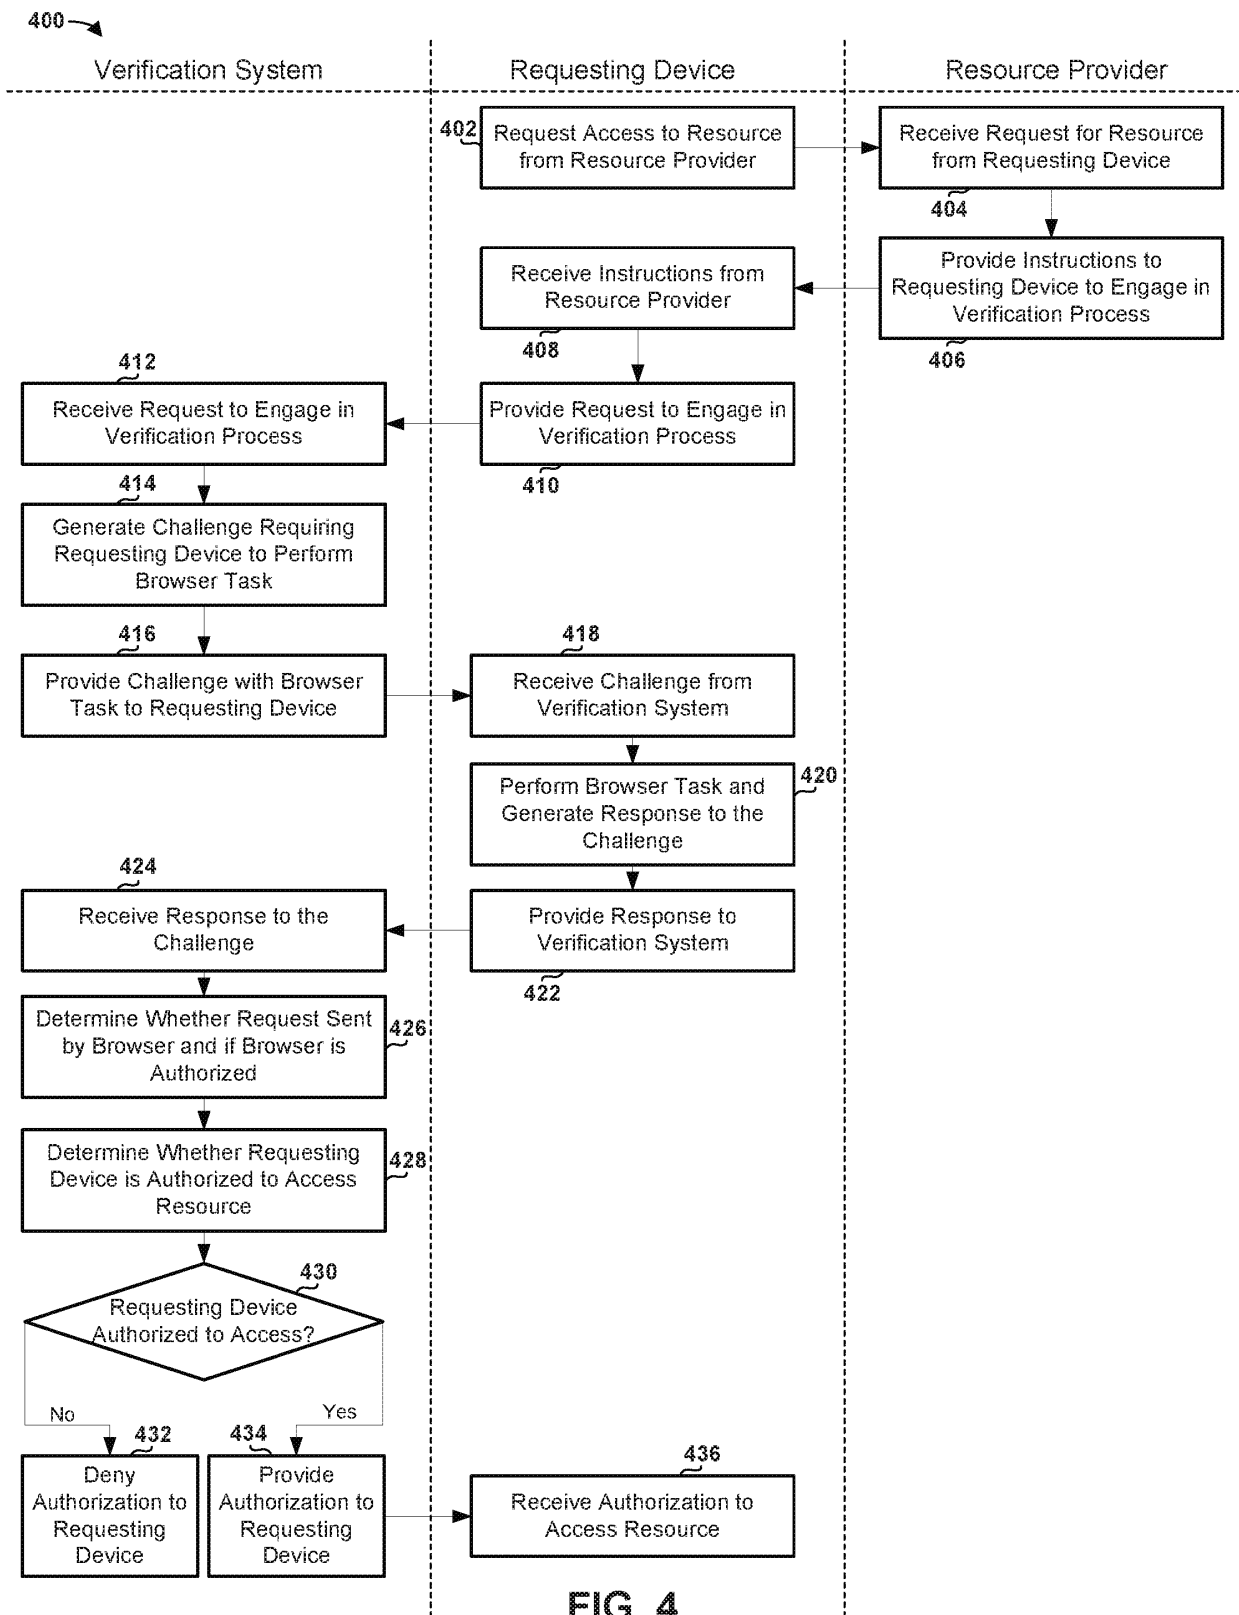 400
Verification System
Requesting Device
Resource Provider
402
Request Access to Resource
from Resource Provider
Receive Request for Resource
from Requesting Device
404
Receive Instructions from
Resource Provider
408
Provide Instructions to
Requesting Device to Engage in
Verification Process
406
412
Receive Request to Engage in
Verification Process
Provide Request to Engage in
Verification Process
410
414
Generate Challenge Requiring
Requesting Device to Perform
Browser Task
416
Provide Challenge with Browser
Task to Requesting Device
418
Receive Challenge from
Verification System
Perform Browser Task and
Generate Response to the
Challenge
420
424
Receive Response to the
Challenge
Provide Response to
Verification System
422
Determine Whether Request Sent
by Browser and if Browser is
Authorized
426
Determine Whether Requesting
Device is Authorized to Access
Resource
428
430
Requesting Device
Authorized to Access?
No
Yes
432
Deny
Authorization to
Requesting
Device
434
Provide
Authorization to
Requesting
Device
436
Receive Authorization to
Access Resource
FIG. 4